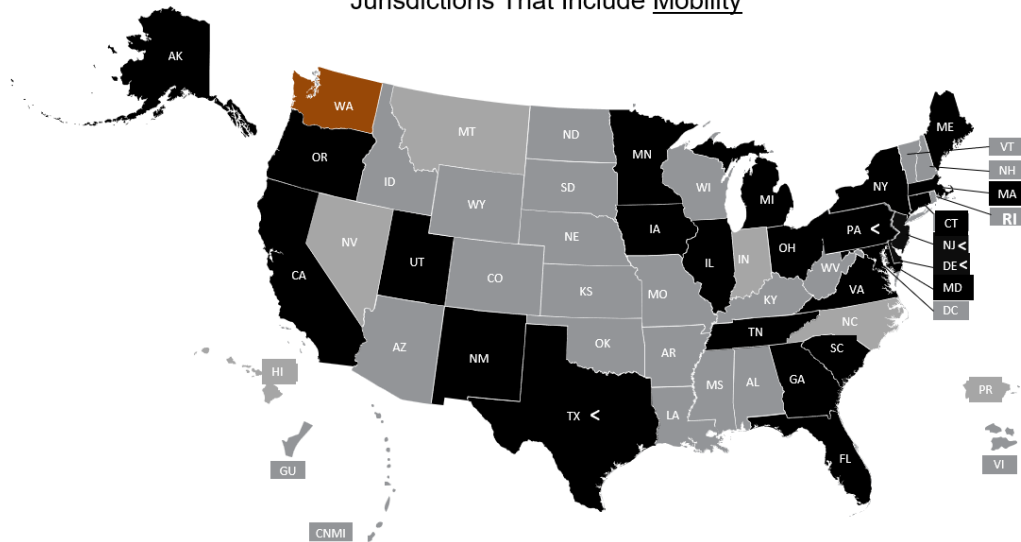 Jurisdictions That Include Mobility
AK
WA
MT
ND
MN
ME
VT
OR
ID
SD
WI
MI
NY
NH
MA
RI
WY
IA
PA <
CT
NV
NE
IL
IN
OH
NJ <
CA
UT
CO
WV
DE <
KS
MO
KY
VA
MD
DC
AZ
NM
OK
AR
TN
NC
SC
HI
MS
AL
GA
PR
TX <
LA
FL
GU
VI
CNMI